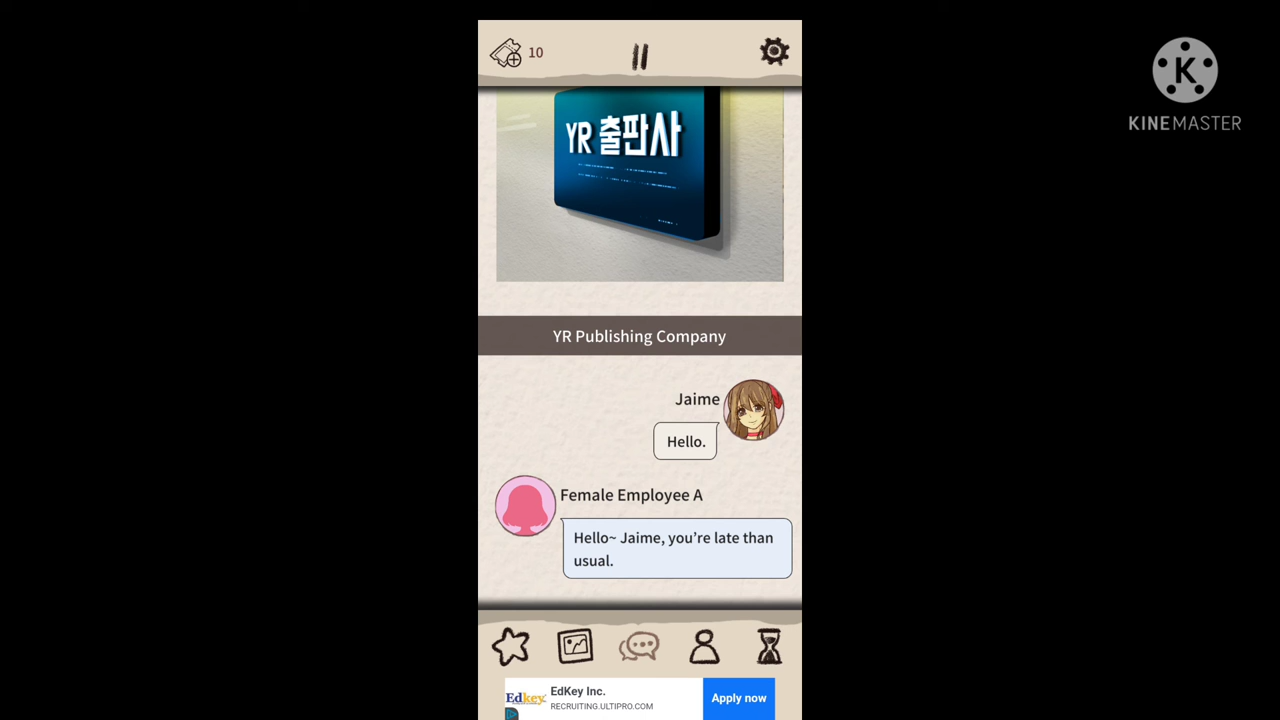 10
K
KINEMASTER
YR 출판사
YR Publishing Company
Jaime
Hello.
Female Employee A
Hello~ Jaime, you’re late than
usual.
Edkey
EdKey Inc.
RECRUITING.ULTIPRO.COM
Apply now